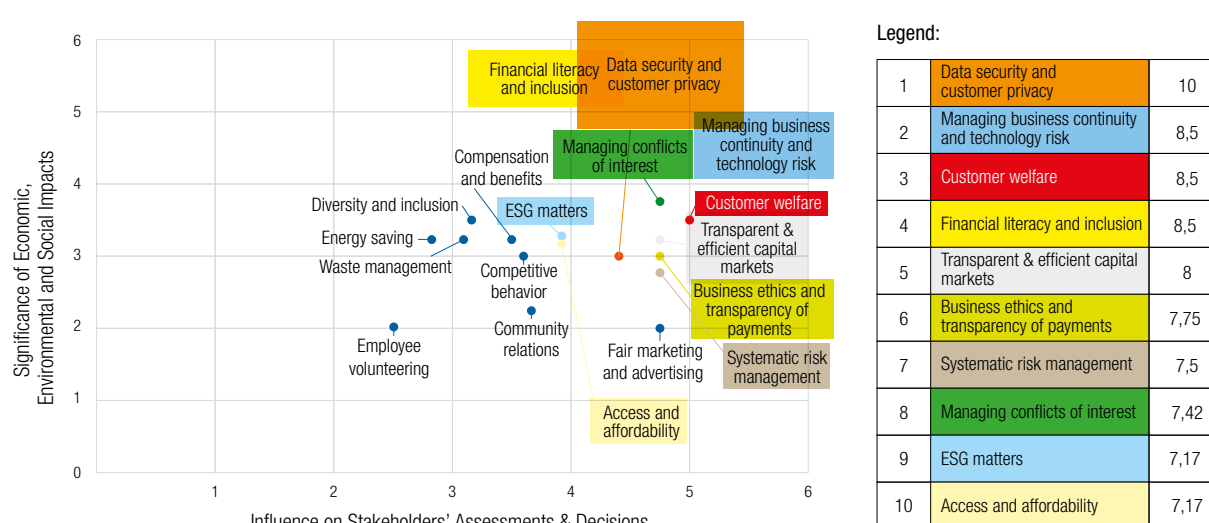 6
5
4
3
2
1
0
1
2
3
4
5
6
Significance of Economic,
Environmental and Social Impacts
Influence on Stakeholders’ Assessments & Decisions
Financial literacy
and inclusion
Data security and
customer privacy
Managing business
continuity and
technology risk
Managing conflicts
of interest
Compensation
and benefits
Diversity and inclusion
ESG matters
Customer welfare
Energy saving
Waste management
Transparent &
efficient capital
markets
Competitive
behavior
Business ethics and
transparency of
payments
Community
relations
Employee
volunteering
Fair marketing
and advertising
Systematic risk
management
Access and
affordability
Legend:
1
Data security and
customer privacy
10
2
Managing business continuity
and technology risk
8,5
3
Customer welfare
8,5
4
Financial literacy and inclusion
8,5
5
Transparent & efficient capital
markets
8
6
Business ethics and
transparency of payments
7,75
7
Systematic risk management
7,5
8
Managing conflicts of interest
7,42
9
ESG matters
7,17
10
Access and affordability
7,17